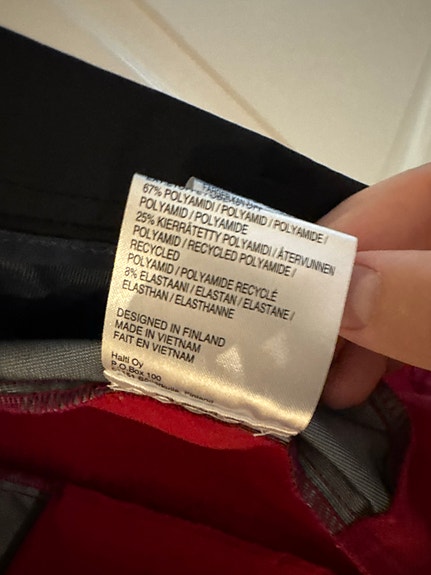 67% POLYAMIDI / POLYAMID / POLYAMIDE /
POLYAMID / POLYAMIDE
25% KIERRÄTETTY POLYAMIDI / ÅTERVUNNEN
POLYAMID / RECYCLED POLYAMIDE /
RECYCLED
POLYAMID / POLYAMIDE RECYCLÉ
8% ELASTAANI / ELASTAN / ELASTANE /
ELASTHAN / ELASTHANNE
DESIGNED IN FINLAND
MADE IN VIETNAM
FAIT EN VIETNAM
Halti Oy
P.O.Box 100
Finland